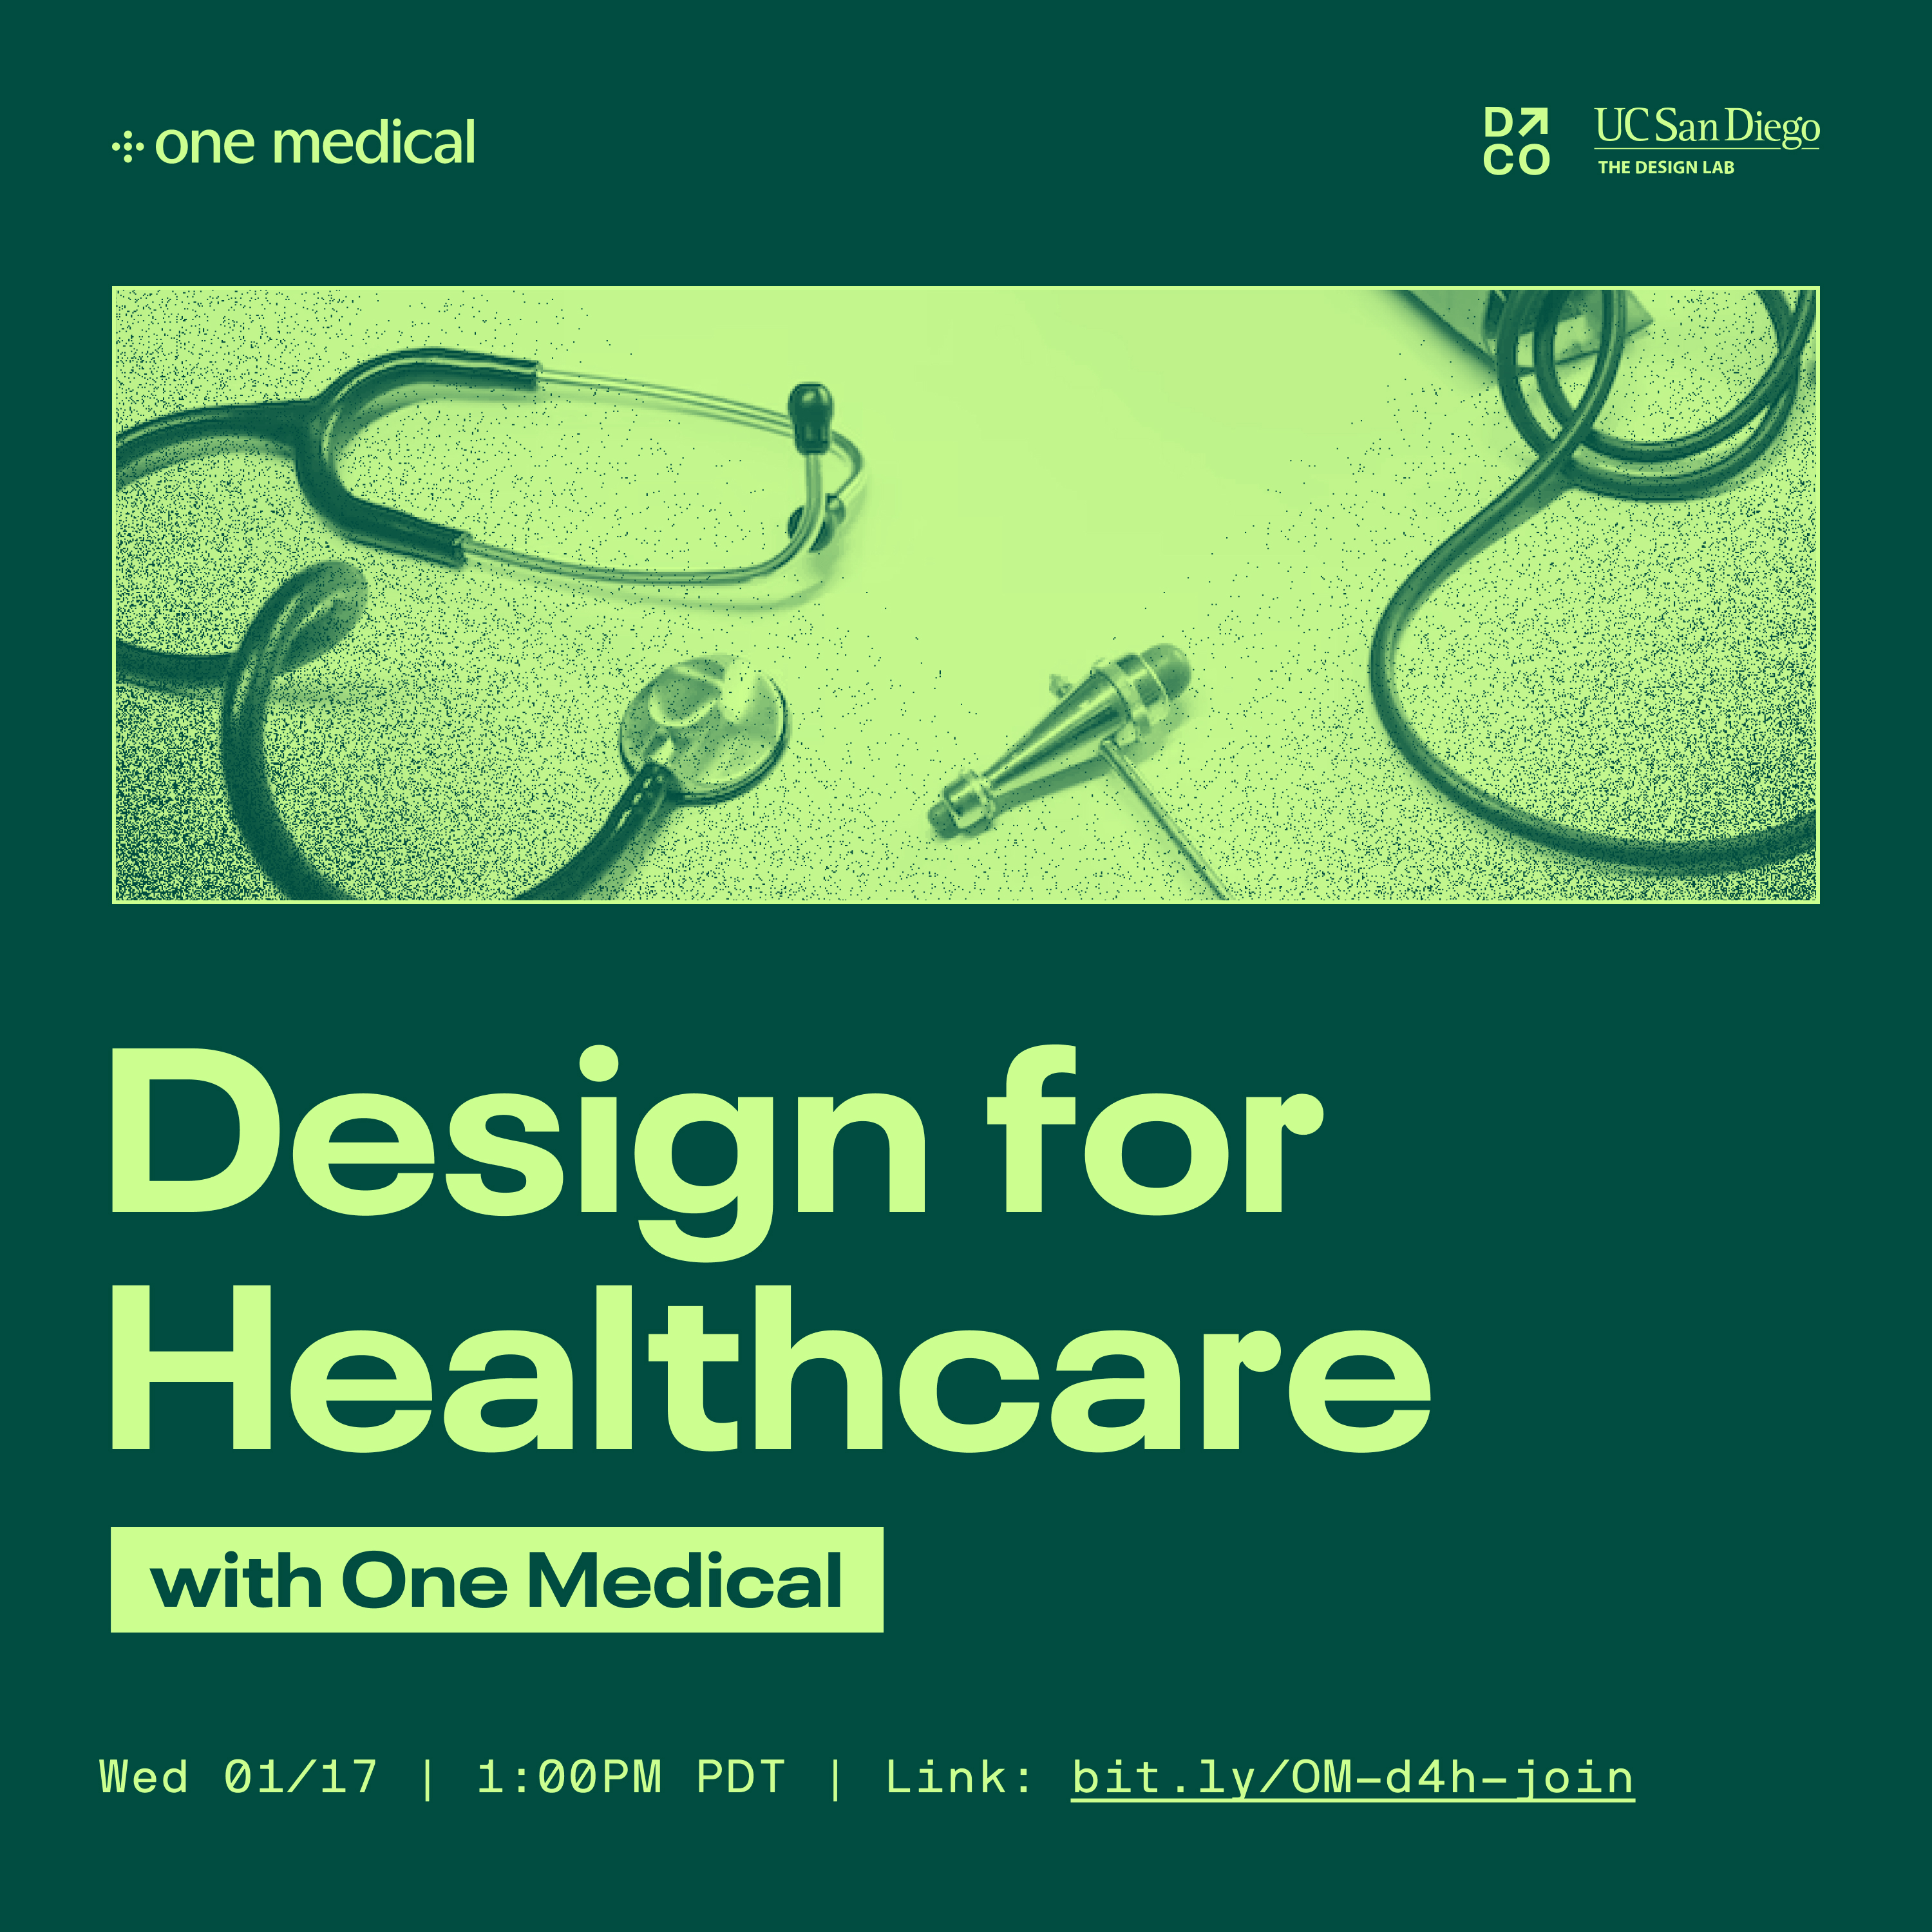 one medical
D↗
CO
UC San Diego
THE DESIGN LAB
Design for
Healthcare
with One Medical
Wed 01/17 | 1:00PM PDT | Link: bit.ly/OM-d4h-join